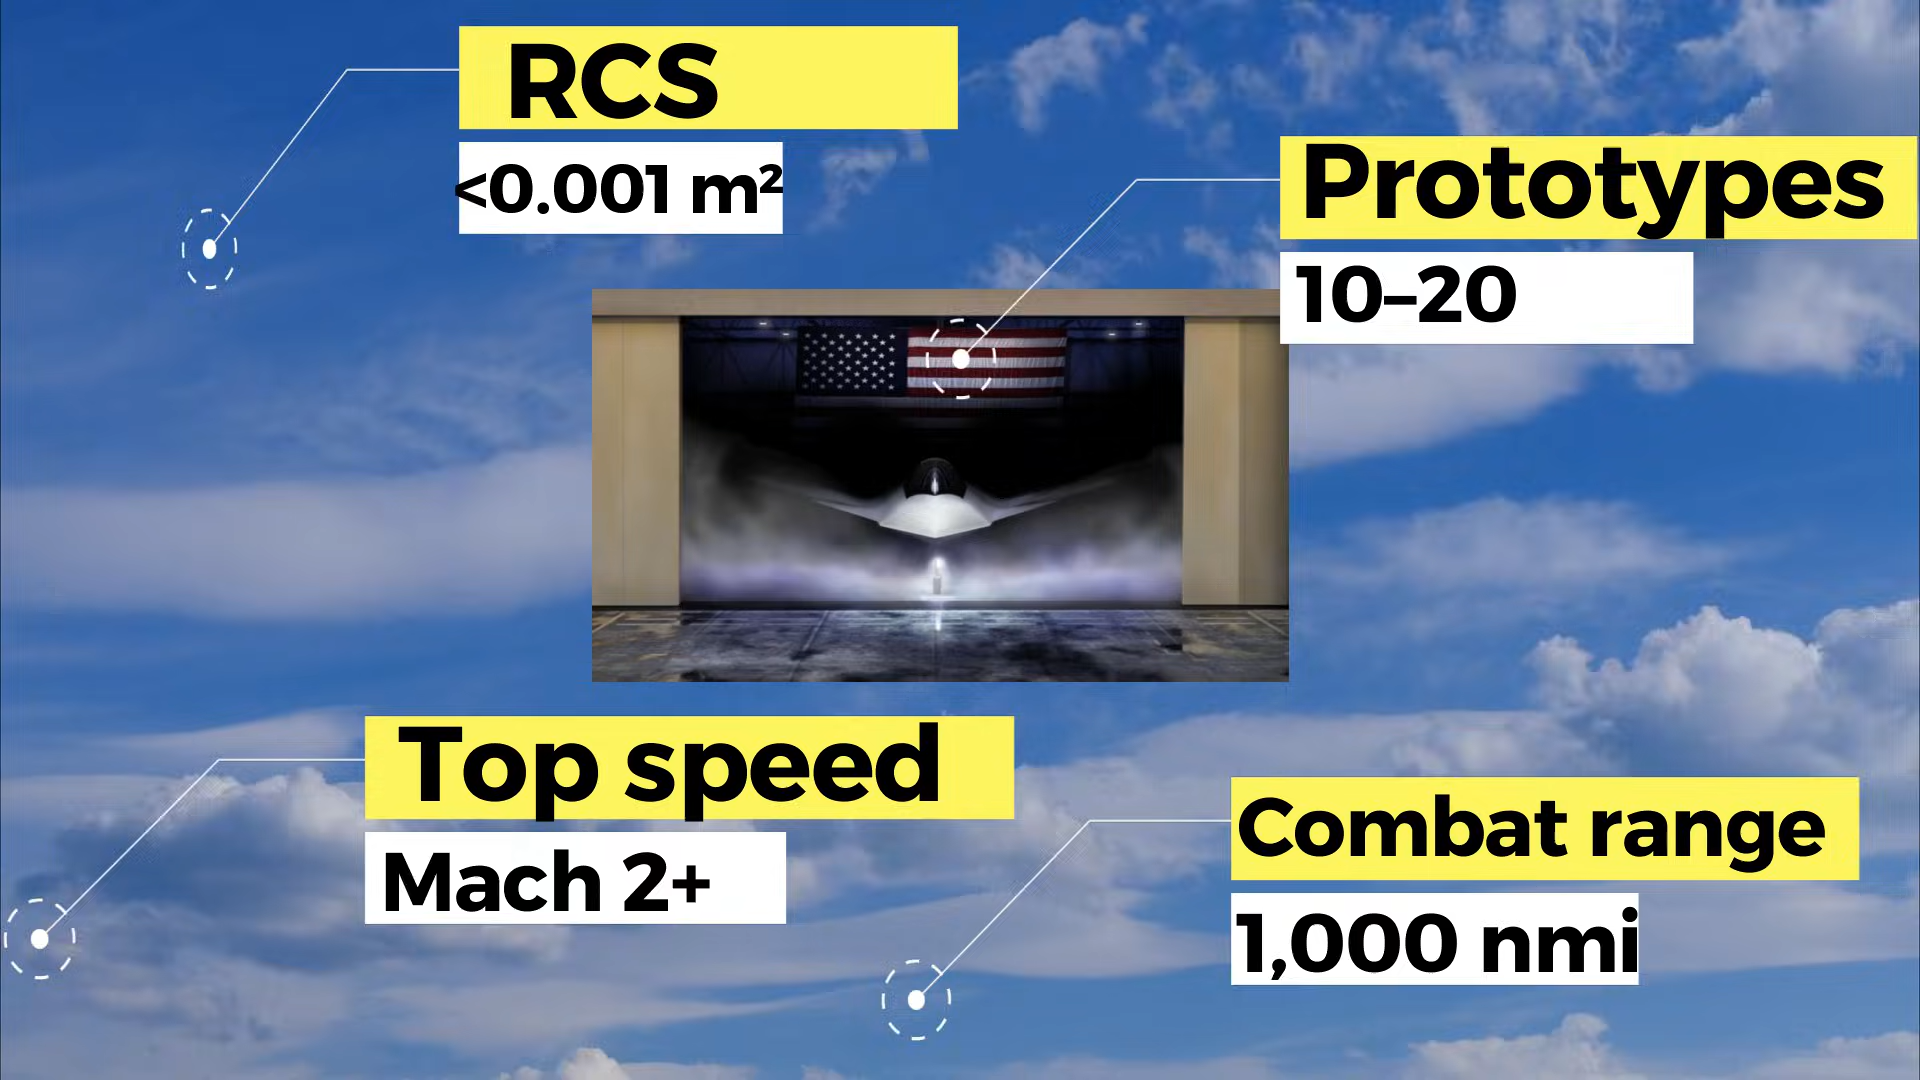 RCS
<0.001 m²
Prototypes
10–20
Top speed
Mach 2+
Combat range
1,000 nmi